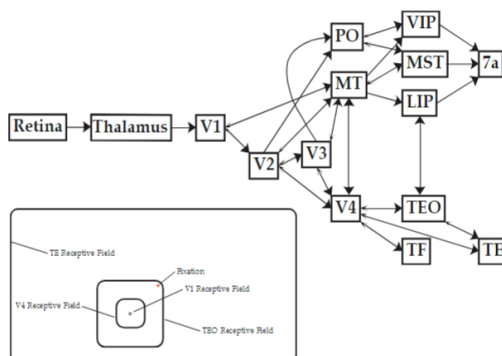 PO
VIP
MST
7a
MT
LIP
Retina
Thalamus
V1
V2
V3
V4
TEO
TF
TE
TE Receptive Field
Fixation
V1 Receptive Field
V4 Receptive Field
TEO Receptive Field